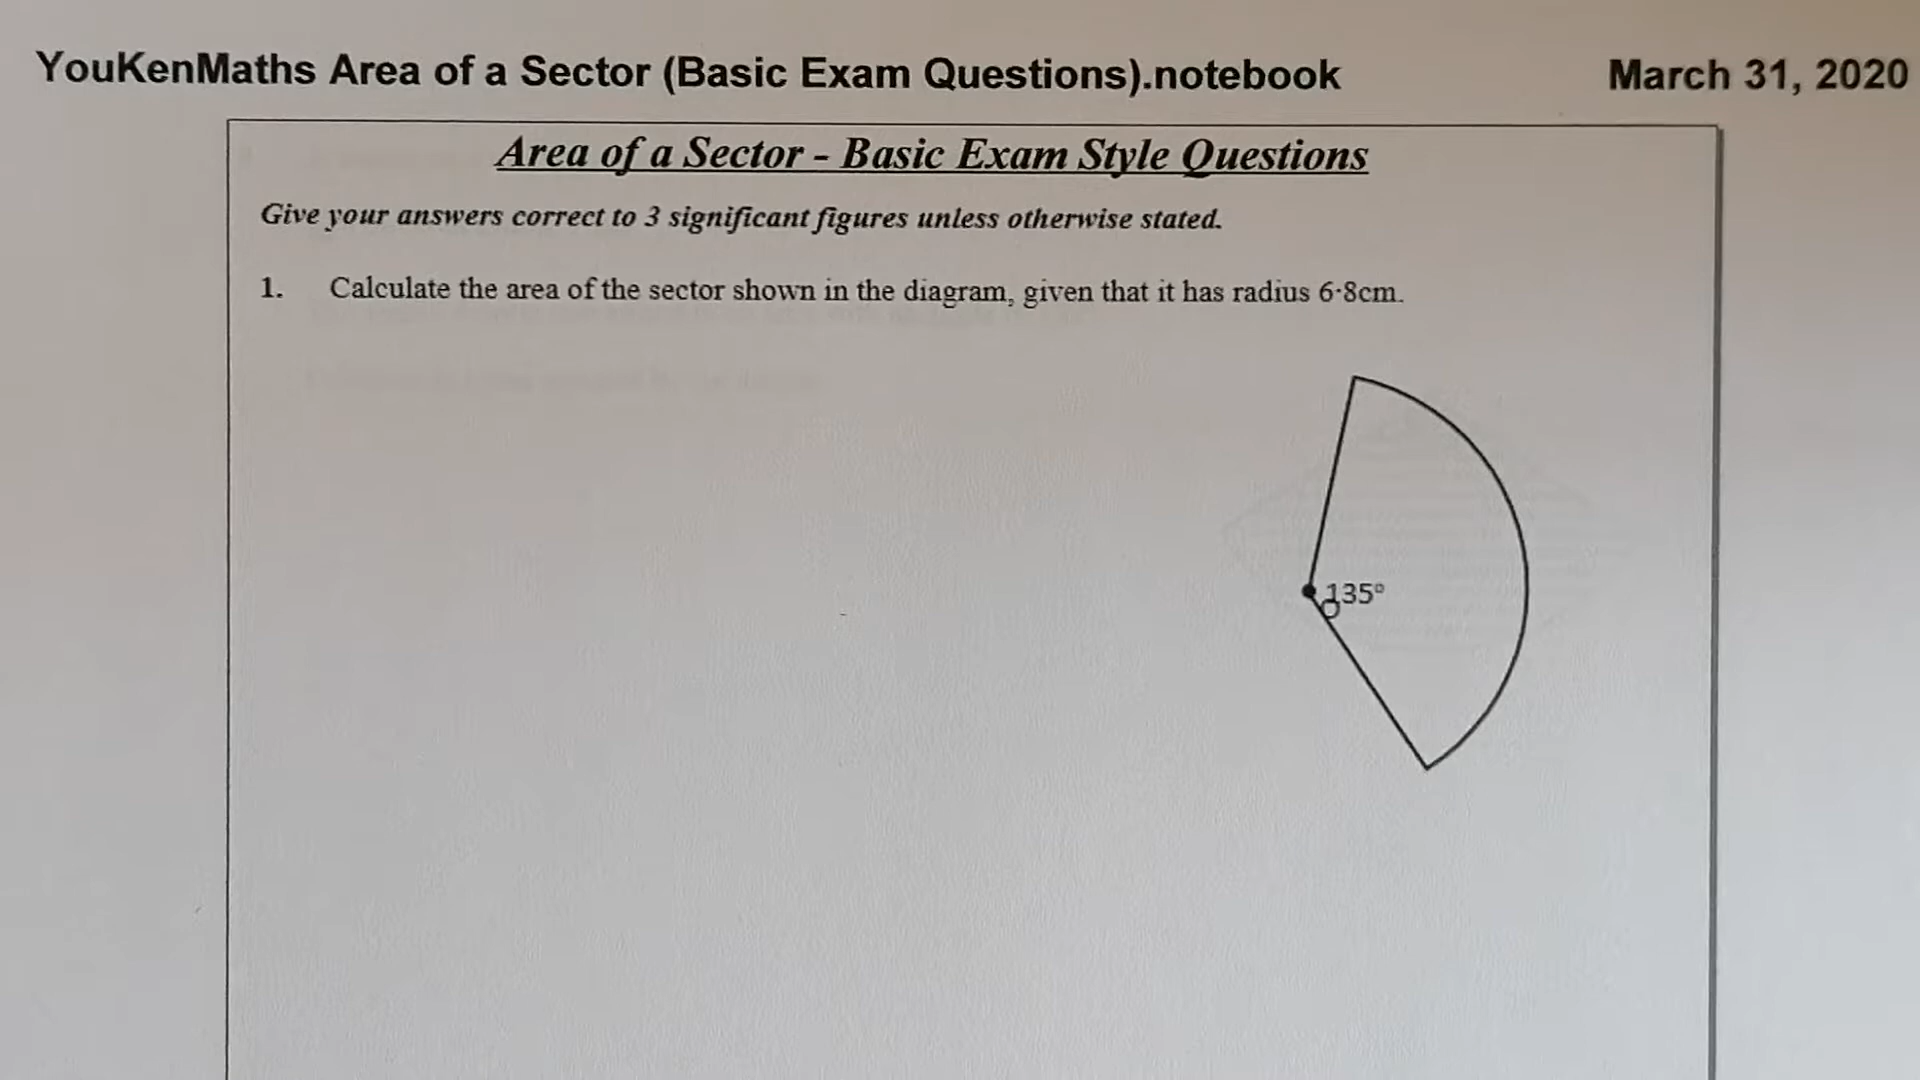 YouKenMaths Area of a Sector (Basic Exam Questions).notebook March 31, 2020
Area of a Sector - Basic Exam Style Questions
Give your answers correct to 3 significant figures unless otherwise stated.
1. Calculate the area of the sector shown in the diagram, given that it has radius 6·8cm.
135°